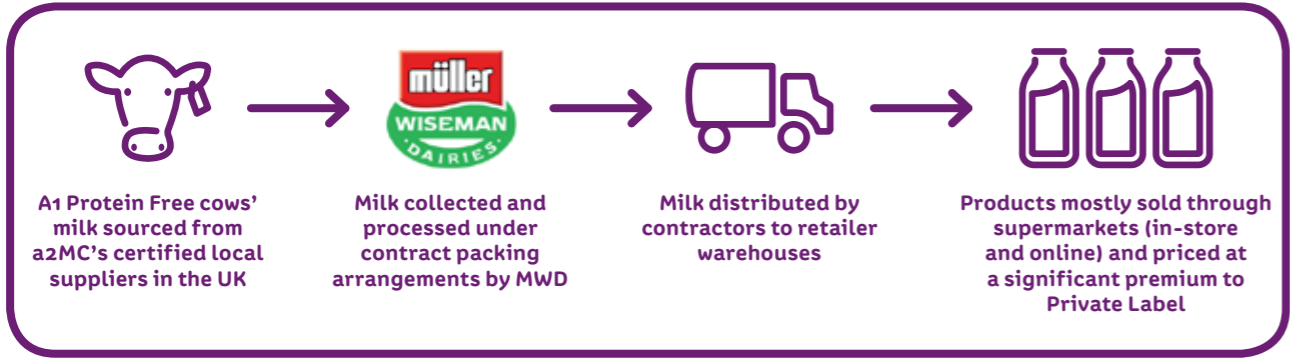 müller
WISEMAN
DAIRIES
A1 Protein Free cows'
milk sourced from
a2MC's certified local
suppliers in the UK
Milk collected and
processed under
contract packing
arrangements by MWD
Milk distributed by
contractors to retailer
warehouses
Products mostly sold through
supermarkets (in-store
and online) and priced at
a significant premium to
Private Label